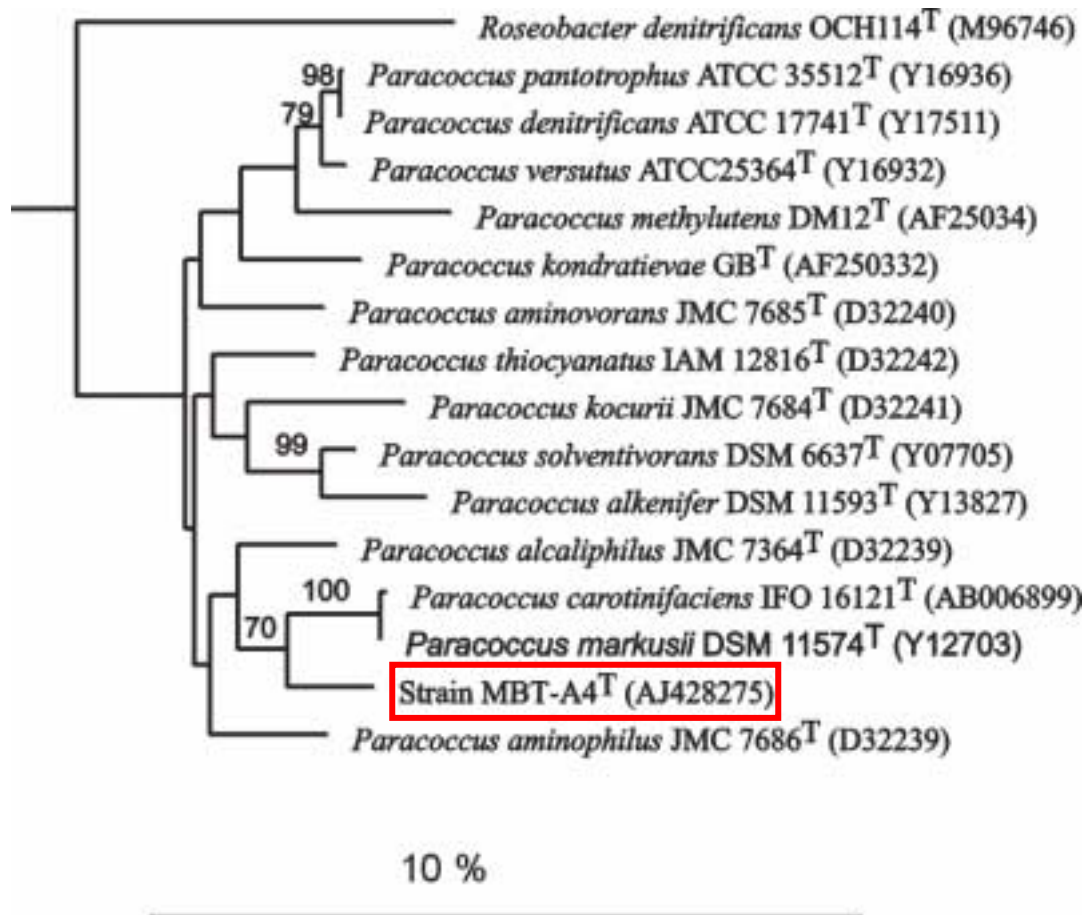 Roseobacter denitrificans OCH114T (M96746)
98
Paracoccus pantotrophus ATCC 35512T (Y16936)
79
Paracoccus denitrificans ATCC 17741T (Y17511)
Paracoccus versutus ATCC25364T (Y16932)
Paracoccus methylutens DM12T (AF25034)
Paracoccus kondratievae GBT (AF250332)
Paracoccus aminovorans JMC 7685T (D32240)
Paracoccus thiocyanatus IAM 12816T (D32242)
Paracoccus kocurii JMC 7684T (D32241)
99
Paracoccus solventivorans DSM 6637T (Y07705)
Paracoccus alkenifer DSM 11593T (Y13827)
Paracoccus alcaliphilus JMC 7364T (D32239)
100
Paracoccus carotinifaciens IFO 16121T (AB006899)
70
Paracoccus markusii DSM 11574T (Y12703)
Strain MBT-A4T (AJ428275)
Paracoccus aminophilus JMC 7686T (D32239)
10 %